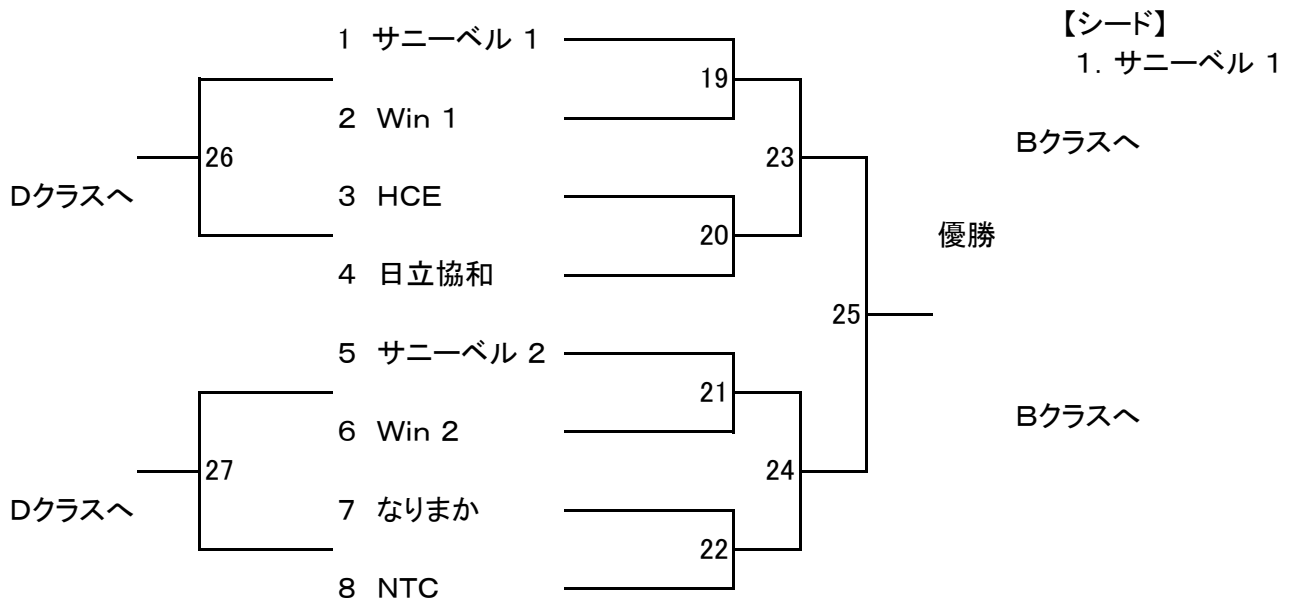 【シード】
1 サニーベル 1
1. サニーベル 1
19
2 Win 1
Bクラスへ
26
23
Dクラスへ
3 HCE
20
優勝
4 日立協和
25
5 サニーベル 2
21
Bクラスへ
6 Win 2
27
24
Dクラスへ
7 なりまか
22
8 NTC